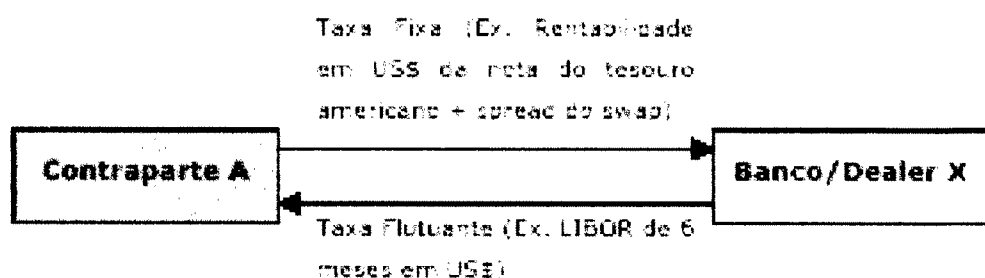 Taxa Fixa (Ex. Rentabilidade
em US$ da nota do tesouro
americano + spread do swap)
Contraparte A
Banco/Dealer X
Taxa Flutuante (Ex. LIBOR de 6
meses em US$)